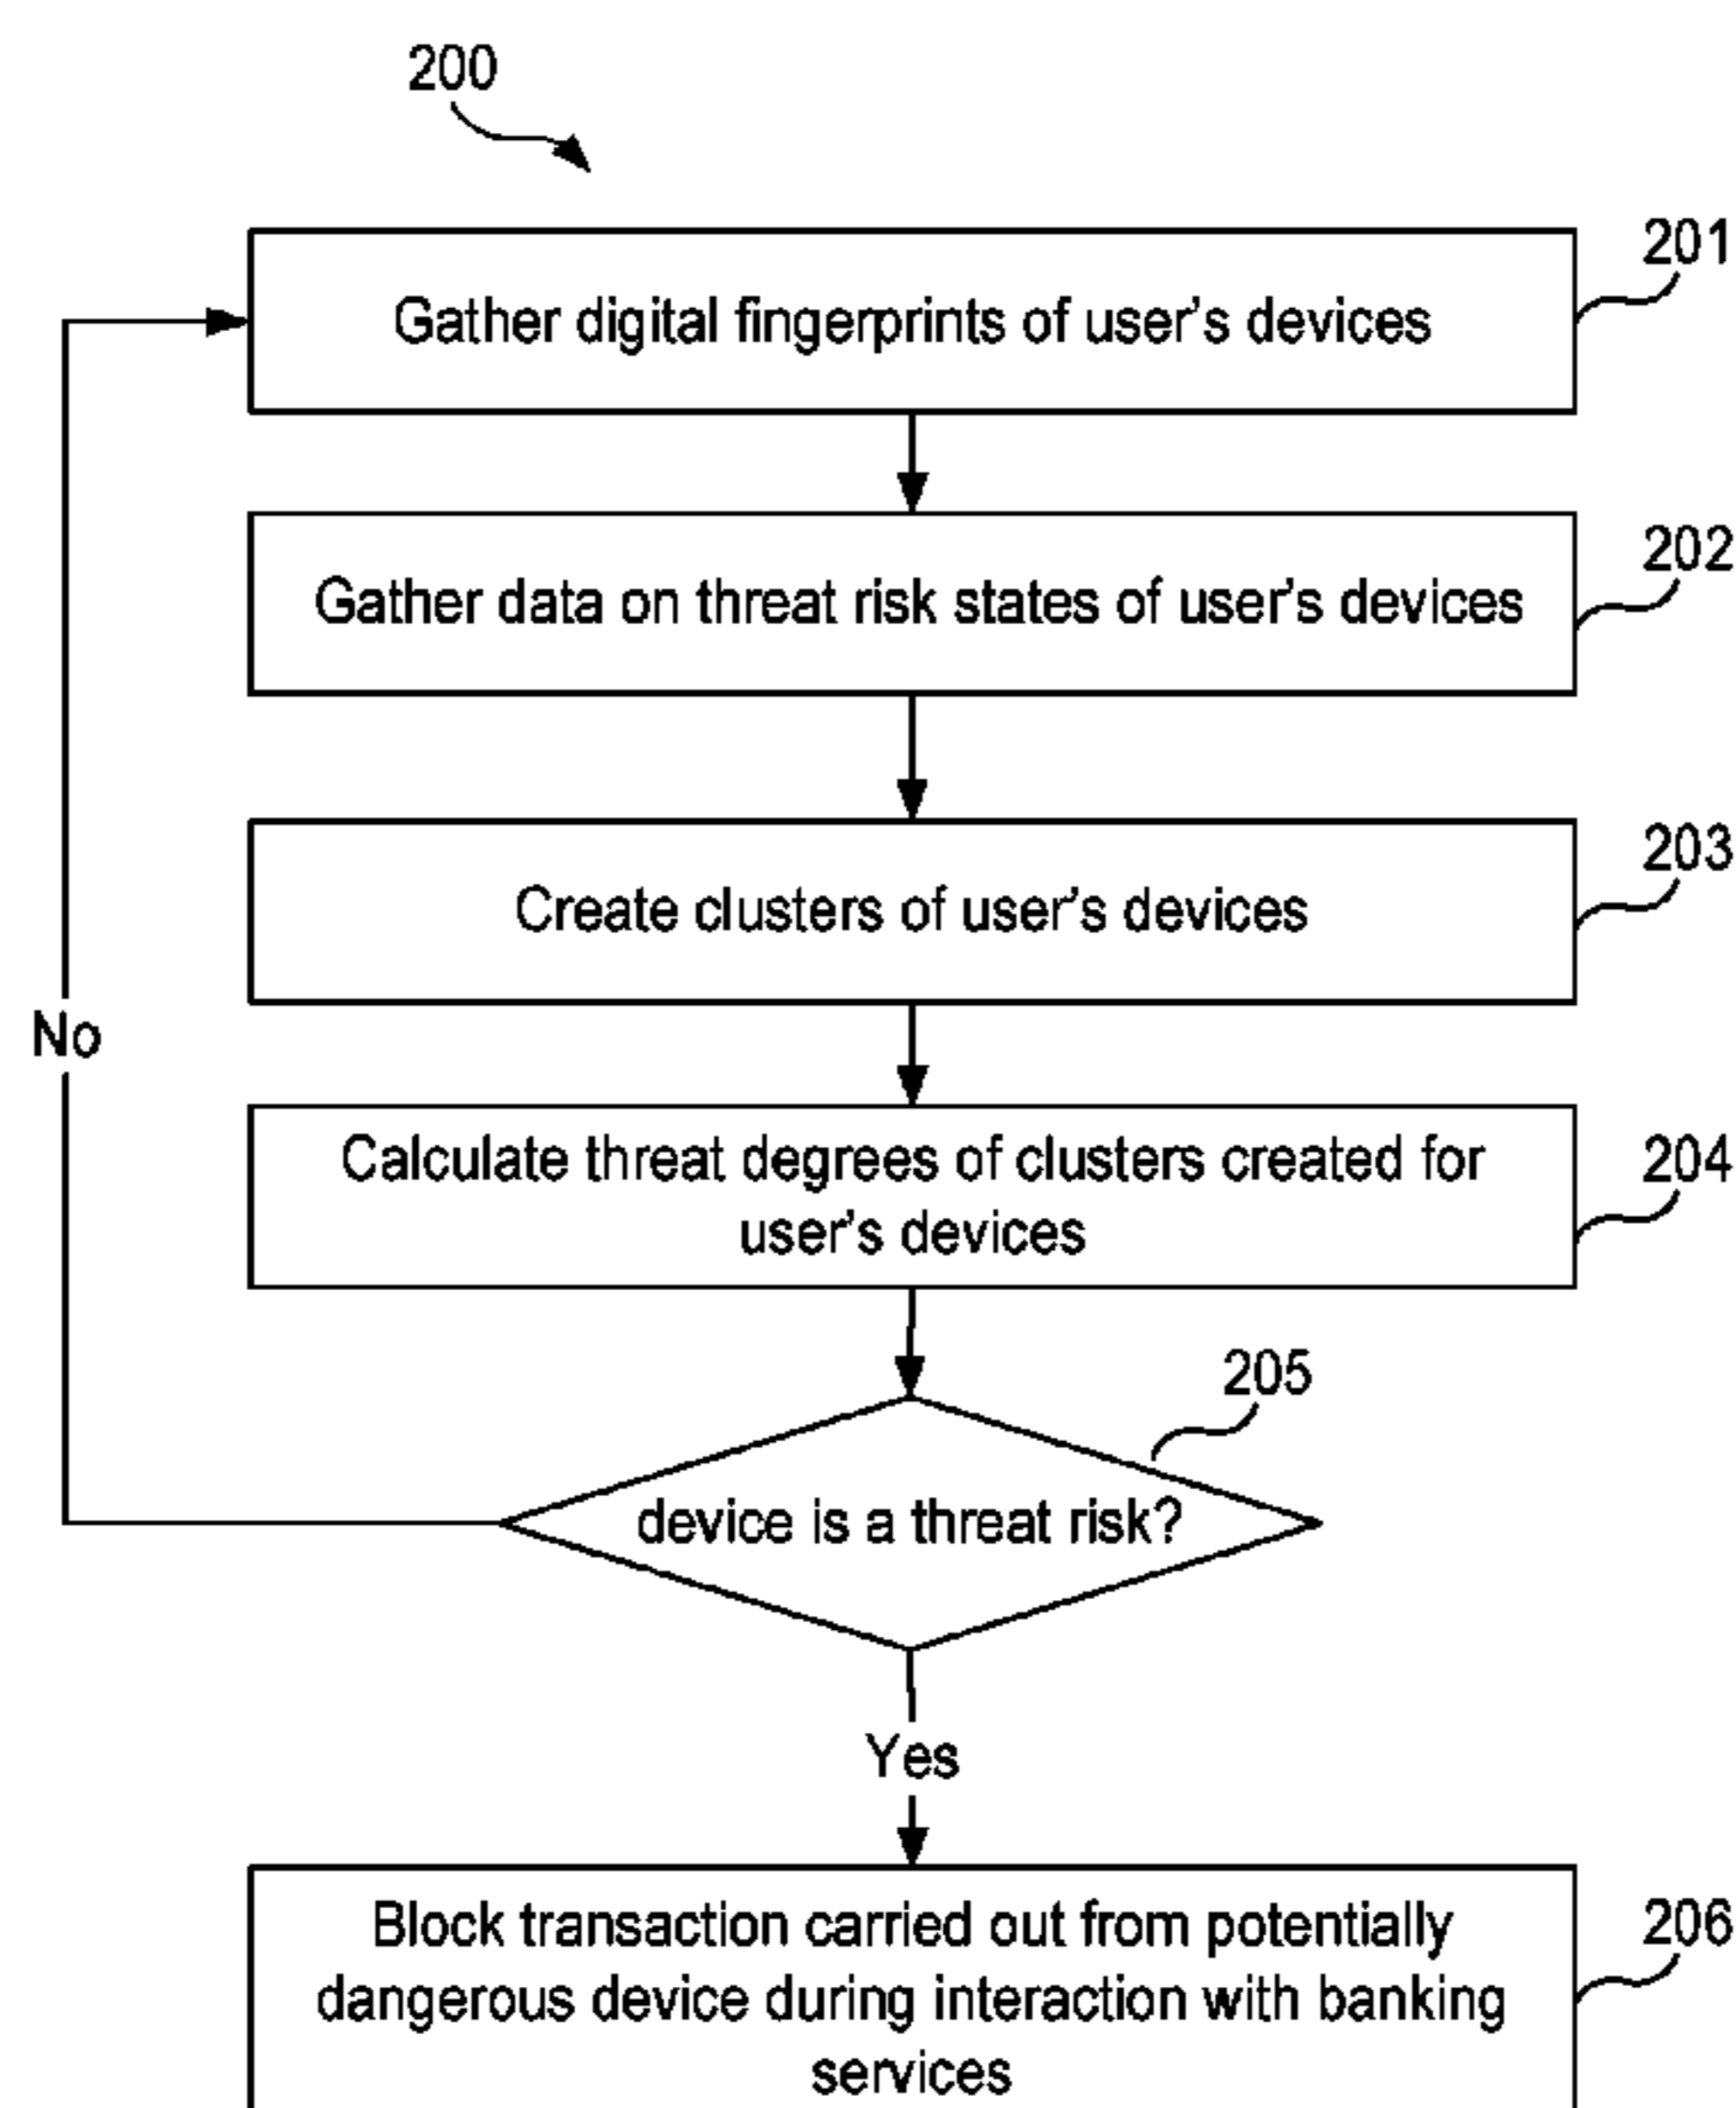 200
201
Gather digital fingerprints of user's devices
202
Gather data on threat risk states of user's devices
203
Create clusters of user's devices
No
204
Calculate threat degrees of clusters created for
user's devices
205
device is a threat risk?
Yes
206
Block transaction carried out from potentially
dangerous device during interaction with banking
services